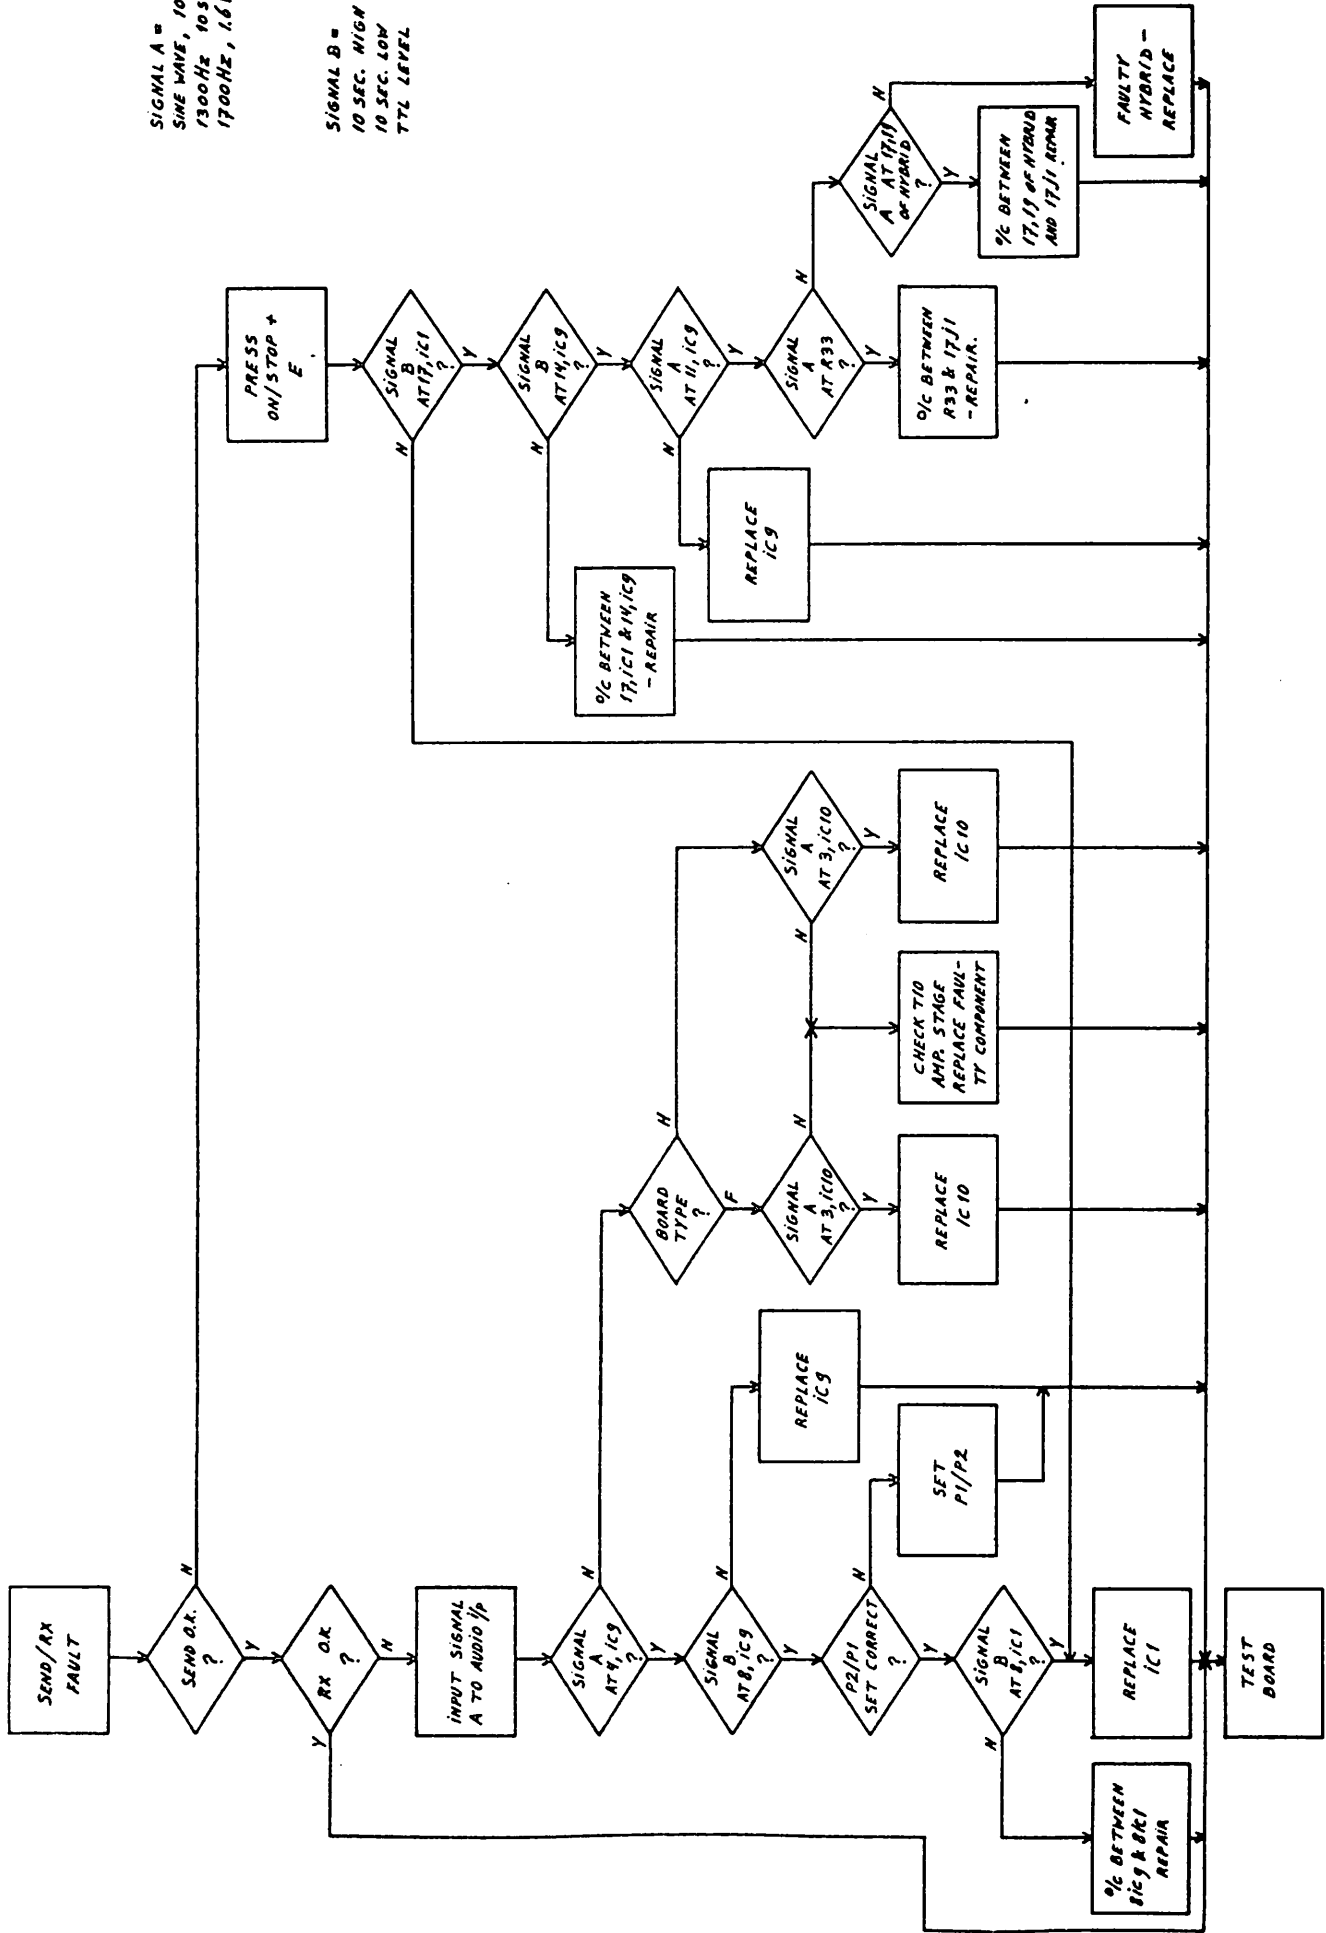 SEND/RX
FAULT
SEND O.K.
?
N
Y
RX O.K.
?
Y
N
INPUT SIGNAL
A TO AUDIO I/P
SIGNAL
A
AT 4, IC9
?
N
Y
SIGNAL
B
AT 8, IC9
?
N
Y
P2/P1
SET CORRECT
?
N
Y
SIGNAL
B
AT 8, IC1
?
N
Y
O/C BETWEEN
8IC9 & 8IC1
REPAIR
REPLACE
IC1
TEST
BOARD
SET
P1/P2
REPLACE
IC9
BOARD
TYPE
?
H
F
SIGNAL
A
AT 3, IC10
?
N
Y
REPLACE
IC10
CHECK T10
AMP. STAGE
REPLACE FAUL-
TY COMPONENT
SIGNAL
A
AT 3, IC10
?
N
Y
REPLACE
IC10
PRESS
ON/STOP +
E
SIGNAL
B
AT 17, IC1
?
N
Y
SIGNAL
B
AT 14, IC9
?
N
Y
O/C BETWEEN
17, IC1 & 14, IC9
- REPAIR
SIGNAL
A
AT 11, IC9
?
N
Y
REPLACE
IC9
SIGNAL
A
AT R33
?
N
Y
O/C BETWEEN
R33 & 17J1
- REPAIR.
SIGNAL
A AT 17,19
OF HYBRID
?
N
Y
O/C BETWEEN
17,19 OF HYBRID
AND 17J1 REPAIR
FAULTY
HYBRID -
REPLACE
SIGNAL A =
SINE WAVE, 10
1300Hz 10
1700Hz, 1.6
SIGNAL B =
10 SEC. HIGH
10 SEC. LOW
TTL LEVEL